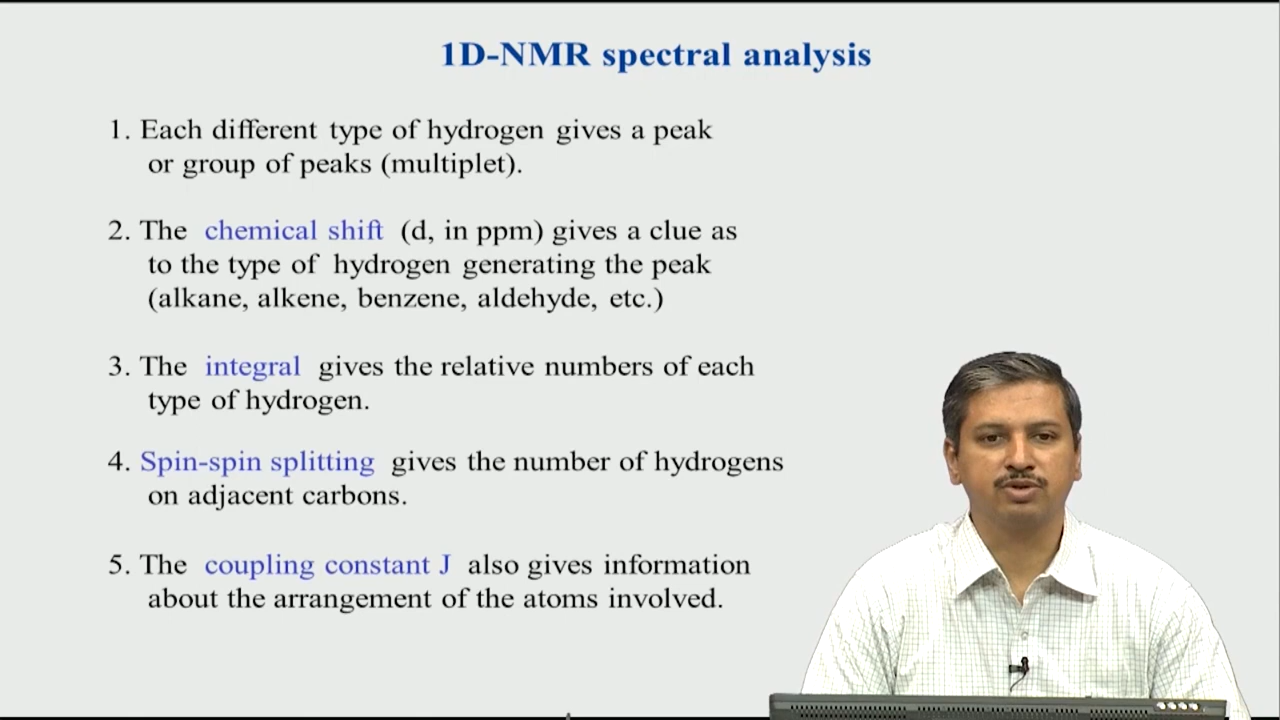 1D-NMR spectral analysis
1. Each different type of hydrogen gives a peak
or group of peaks (multiplet).
2. The chemical shift (d, in ppm) gives a clue as
to the type of hydrogen generating the peak
(alkane, alkene, benzene, aldehyde, etc.)
3. The integral gives the relative numbers of each
type of hydrogen.
4. Spin-spin splitting gives the number of hydrogens
on adjacent carbons.
5. The coupling constant J also gives information
about the arrangement of the atoms involved.